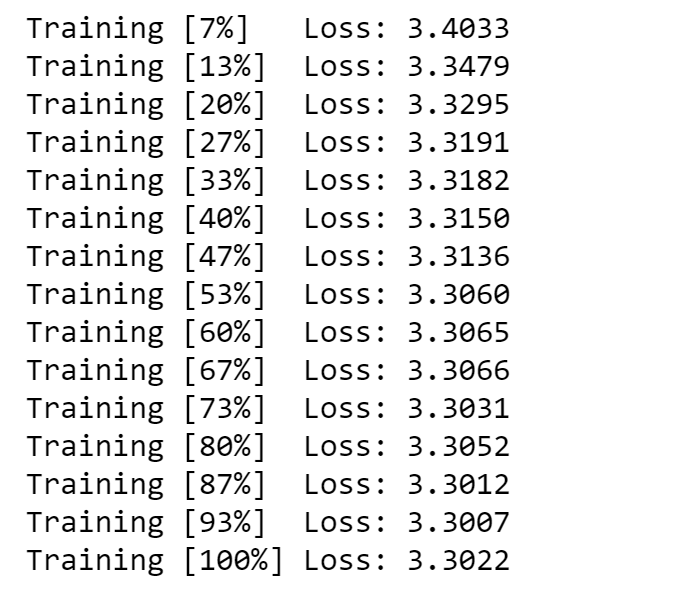 Training [7%]   Loss: 3.4033
Training [13%]  Loss: 3.3479
Training [20%]  Loss: 3.3295
Training [27%]  Loss: 3.3191
Training [33%]  Loss: 3.3182
Training [40%]  Loss: 3.3150
Training [47%]  Loss: 3.3136
Training [53%]  Loss: 3.3060
Training [60%]  Loss: 3.3065
Training [67%]  Loss: 3.3066
Training [73%]  Loss: 3.3031
Training [80%]  Loss: 3.3052
Training [87%]  Loss: 3.3012
Training [93%]  Loss: 3.3007
Training [100%] Loss: 3.3022